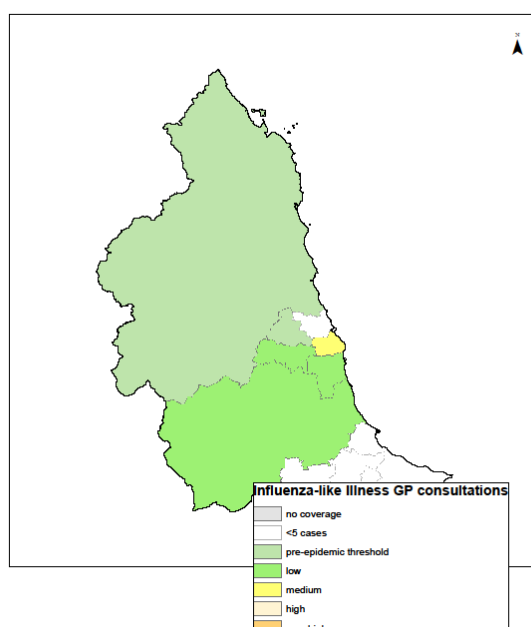 Influenza-like Illness GP consultations
no coverage
<5 cases
pre-epidemic threshold
low
medium
high